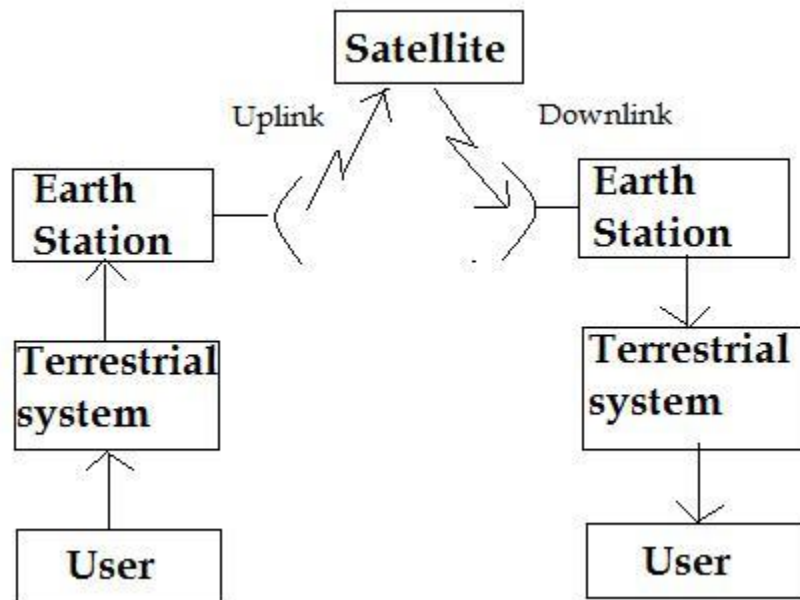 Satellite
Uplink
Downlink
Earth
Station
Earth
Station
Terrestrial
system
Terrestrial
system
User
User